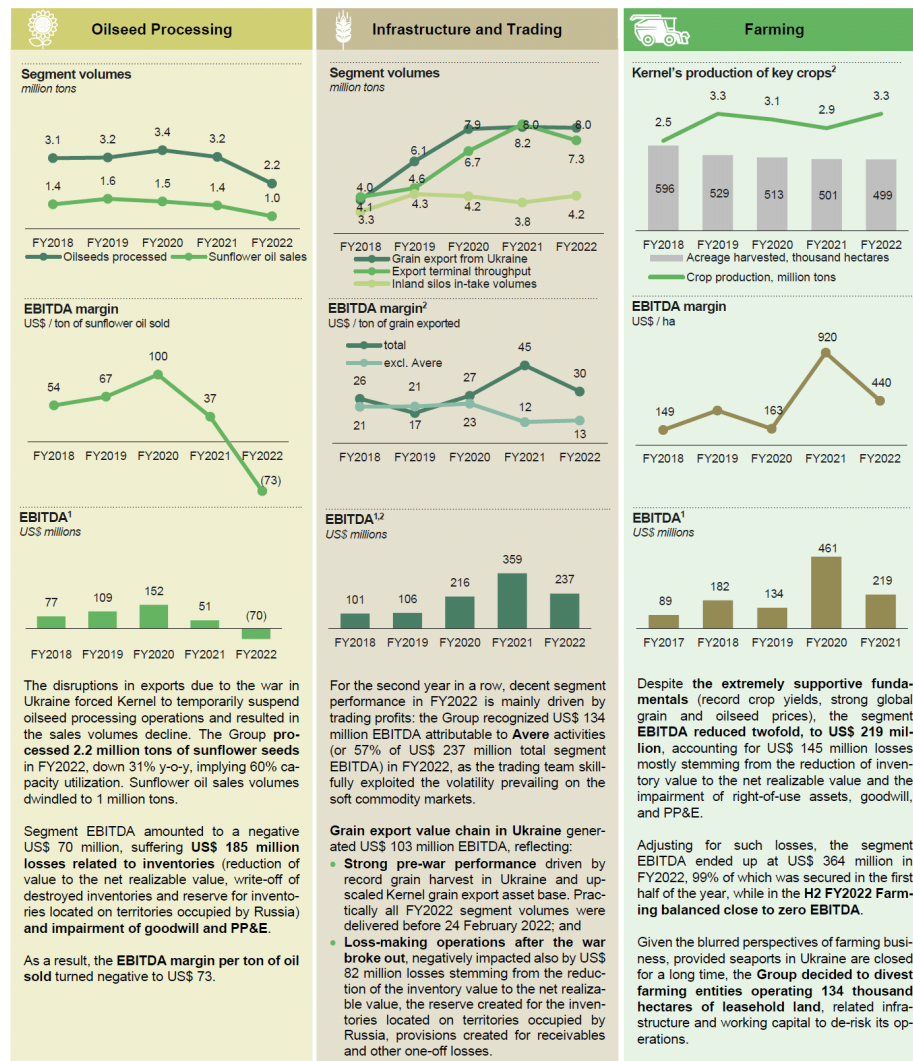 Oilseed Processing
Segment volumes
million tons
3.1
3.2
3.4
3.2
2.2
1.4
1.6
1.5
1.4
1.0
FY2018 FY2019 FY2020 FY2021 FY2022
Oilseeds processed Sunflower oil sales
EBITDA margin
US$ / ton of sunflower oil sold
54
67
100
37
(73)
FY2018 FY2019 FY2020 FY2021 FY2022
EBITDA1
US$ millions
77
109
152
51
(70)
FY2018 FY2019 FY2020 FY2021 FY2022
The disruptions in exports due to the war in
Ukraine forced Kernel to temporarily suspend
oilseed processing operations and resulted in
the sales volumes decline. The Group pro-
cessed 2.2 million tons of sunflower seeds
in FY2022, down 31% y-o-y, implying 60% ca-
pacity utilization. Sunflower oil sales volumes
dwindled to 1 million tons.
Segment EBITDA amounted to a negative
US$ 70 million, suffering US$ 185 million
losses related to inventories (reduction of
value to the net realizable value, write-off of
destroyed inventories and reserve for invento-
ries located on territories occupied by Russia)
and impairment of goodwill and PP&E.
As a result, the EBITDA margin per ton of oil
sold turned negative to US$ 73.
Infrastructure and Trading
Segment volumes
million tons
4.1
6.1
7.9
8.0
8.0
4.0
4.6
6.7
8.2
7.3
3.3
4.3
4.2
3.8
4.2
FY2018 FY2019 FY2020 FY2021 FY2022
Grain export from Ukraine
Export terminal throughput
Inland silos in-take volumes
EBITDA margin2
US$ / ton of grain exported
total
excl. Avere
26
21
27
45
30
21
17
23
12
13
FY2018 FY2019 FY2020 FY2021 FY2022
EBITDA1,2
US$ millions
101
106
216
359
237
FY2018 FY2019 FY2020 FY2021 FY2022
For the second year in a row, decent segment
performance in FY2022 is mainly driven by
trading profits: the Group recognized US$ 134
million EBITDA attributable to Avere activities
(or 57% of US$ 237 million total segment
EBITDA) in FY2022, as the trading team skill-
fully exploited the volatility prevailing on the
soft commodity markets.
Grain export value chain in Ukraine gener-
ated US$ 103 million EBITDA, reflecting:
• Strong pre-war performance driven by
record grain harvest in Ukraine and up-
scaled Kernel grain export asset base. Prac-
tically all FY2022 segment volumes were
delivered before 24 February 2022; and
• Loss-making operations after the war
broke out, negatively impacted also by US$
82 million losses stemming from the reduc-
tion of the inventory value to the net realiza-
ble value, the reserve created for the inven-
tories located on territories occupied by
Russia, provisions created for receivables
and other one-off losses.
Farming
Kernel's production of key crops2
2.5
3.3
3.1
2.9
3.3
596
529
513
501
499
FY2018 FY2019 FY2020 FY2021 FY2022
Acreage harvested, thousand hectares
Crop production, million tons
EBITDA margin
US$ / ha
149
163
920
440
FY2018 FY2019 FY2020 FY2021 FY2022
EBITDA1
US$ millions
89
182
134
461
219
FY2017 FY2018 FY2019 FY2020 FY2021
Despite the extremely supportive funda-
mentals (record crop yields, strong global
grain and oilseed prices), the segment
EBITDA reduced twofold, to US$ 219 mil-
lion, accounting for US$ 145 million losses
mostly stemming from the reduction of inven-
tory value to the net realizable value and the
impairment of right-of-use assets, goodwill,
and PP&E.
Adjusting for such losses, the segment
EBITDA ended up at US$ 364 million in
FY2022, 99% of which was secured in the first
half of the year, while in the H2 FY2022 Farm-
ing balanced close to zero EBITDA.
Given the blurred perspectives of farming busi-
ness, provided seaports in Ukraine are closed
for a long time, the Group decided to divest
farming entities operating 134 thousand
hectares of leasehold land, related infra-
structure and working capital to de-risk its op-
erations.